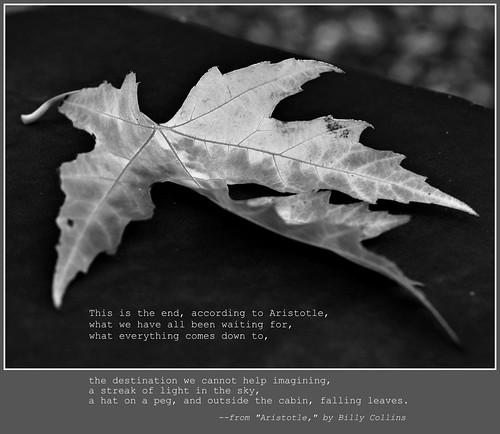 This is the end, according to Aristotle,
what we have all been waiting for,
what everything comes down to,
the destination we cannot help imagining,
a streak of light in the sky,
a hat on a peg, and outside the cabin, falling leaves.
--from "Aristotle," by Billy Collins